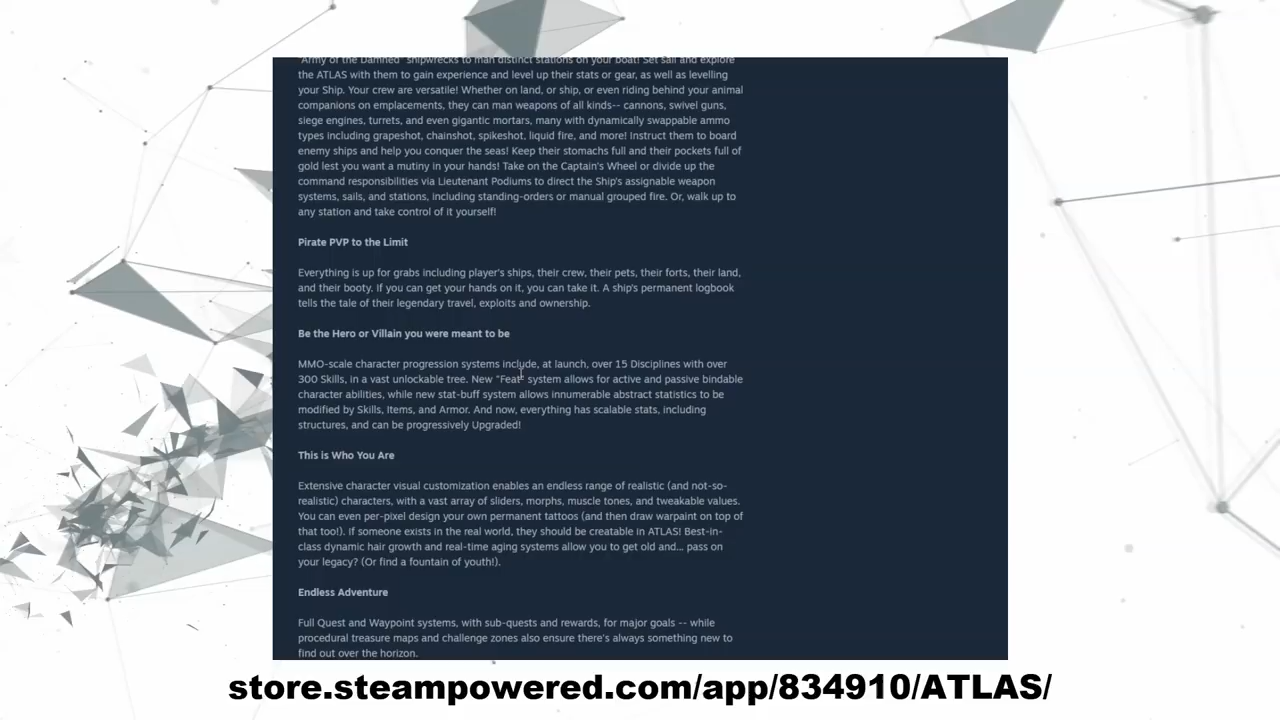 "Army of the Damned" shipwrecks to man distinct stations on your boat! Set sail and explore
the ATLAS with them to gain experience and level up their stats or gear, as well as levelling
your Ship. Your crew are versatile! Whether on land, or ship, or even riding behind your animal
companions on emplacements, they can man weapons of all kinds-- cannons, swivel guns,
siege engines, turrets, and even gigantic mortars, many with dynamically swappable ammo
types including grapeshot, chainshot, spikeshot, liquid fire, and more! Instruct them to board
enemy ships and help you conquer the seas! Keep their stomachs full and their pockets full of
gold lest you want a mutiny in your hands! Take on the Captain's Wheel or divide up the
command responsibilities via Lieutenant Podiums to direct the Ship's assignable weapon
systems, sails, and stations, including standing-orders or manual grouped fire. Or, walk up to
any station and take control of it yourself!
Pirate PVP to the Limit
Everything is up for grabs including player's ships, their crew, their pets, their forts, their land,
and their booty. If you can get your hands on it, you can take it. A ship's permanent logbook
tells the tale of their legendary travel, exploits and ownership.
Be the Hero or Villain you were meant to be
MMO-scale character progression systems include, at launch, over 15 Disciplines with over
300 Skills, in a vast unlockable tree. New "Feat" system allows for active and passive bindable
character abilities, while new stat-buff system allows innumerable abstract statistics to be
modified by Skills, Items, and Armor. And now, everything has scalable stats, including
structures, and can be progressively Upgraded!
This is Who You Are
Extensive character visual customization enables an endless range of realistic (and not-so-
realistic) characters, with a vast array of sliders, morphs, muscle tones, and tweakable values.
You can even per-pixel design your own permanent tattoos (and then draw warpaint on top of
that too!). If someone exists in the real world, they should be creatable in ATLAS! Best-in-
class dynamic hair growth and real-time aging systems allow you to get old and... pass on
your legacy? (Or find a fountain of youth!).
Endless Adventure
Full Quest and Waypoint systems, with sub-quests and rewards, for major goals -- while
procedural treasure maps and challenge zones also ensure there's always something new to
find out over the horizon.
store.steampowered.com/app/834910/ATLAS/